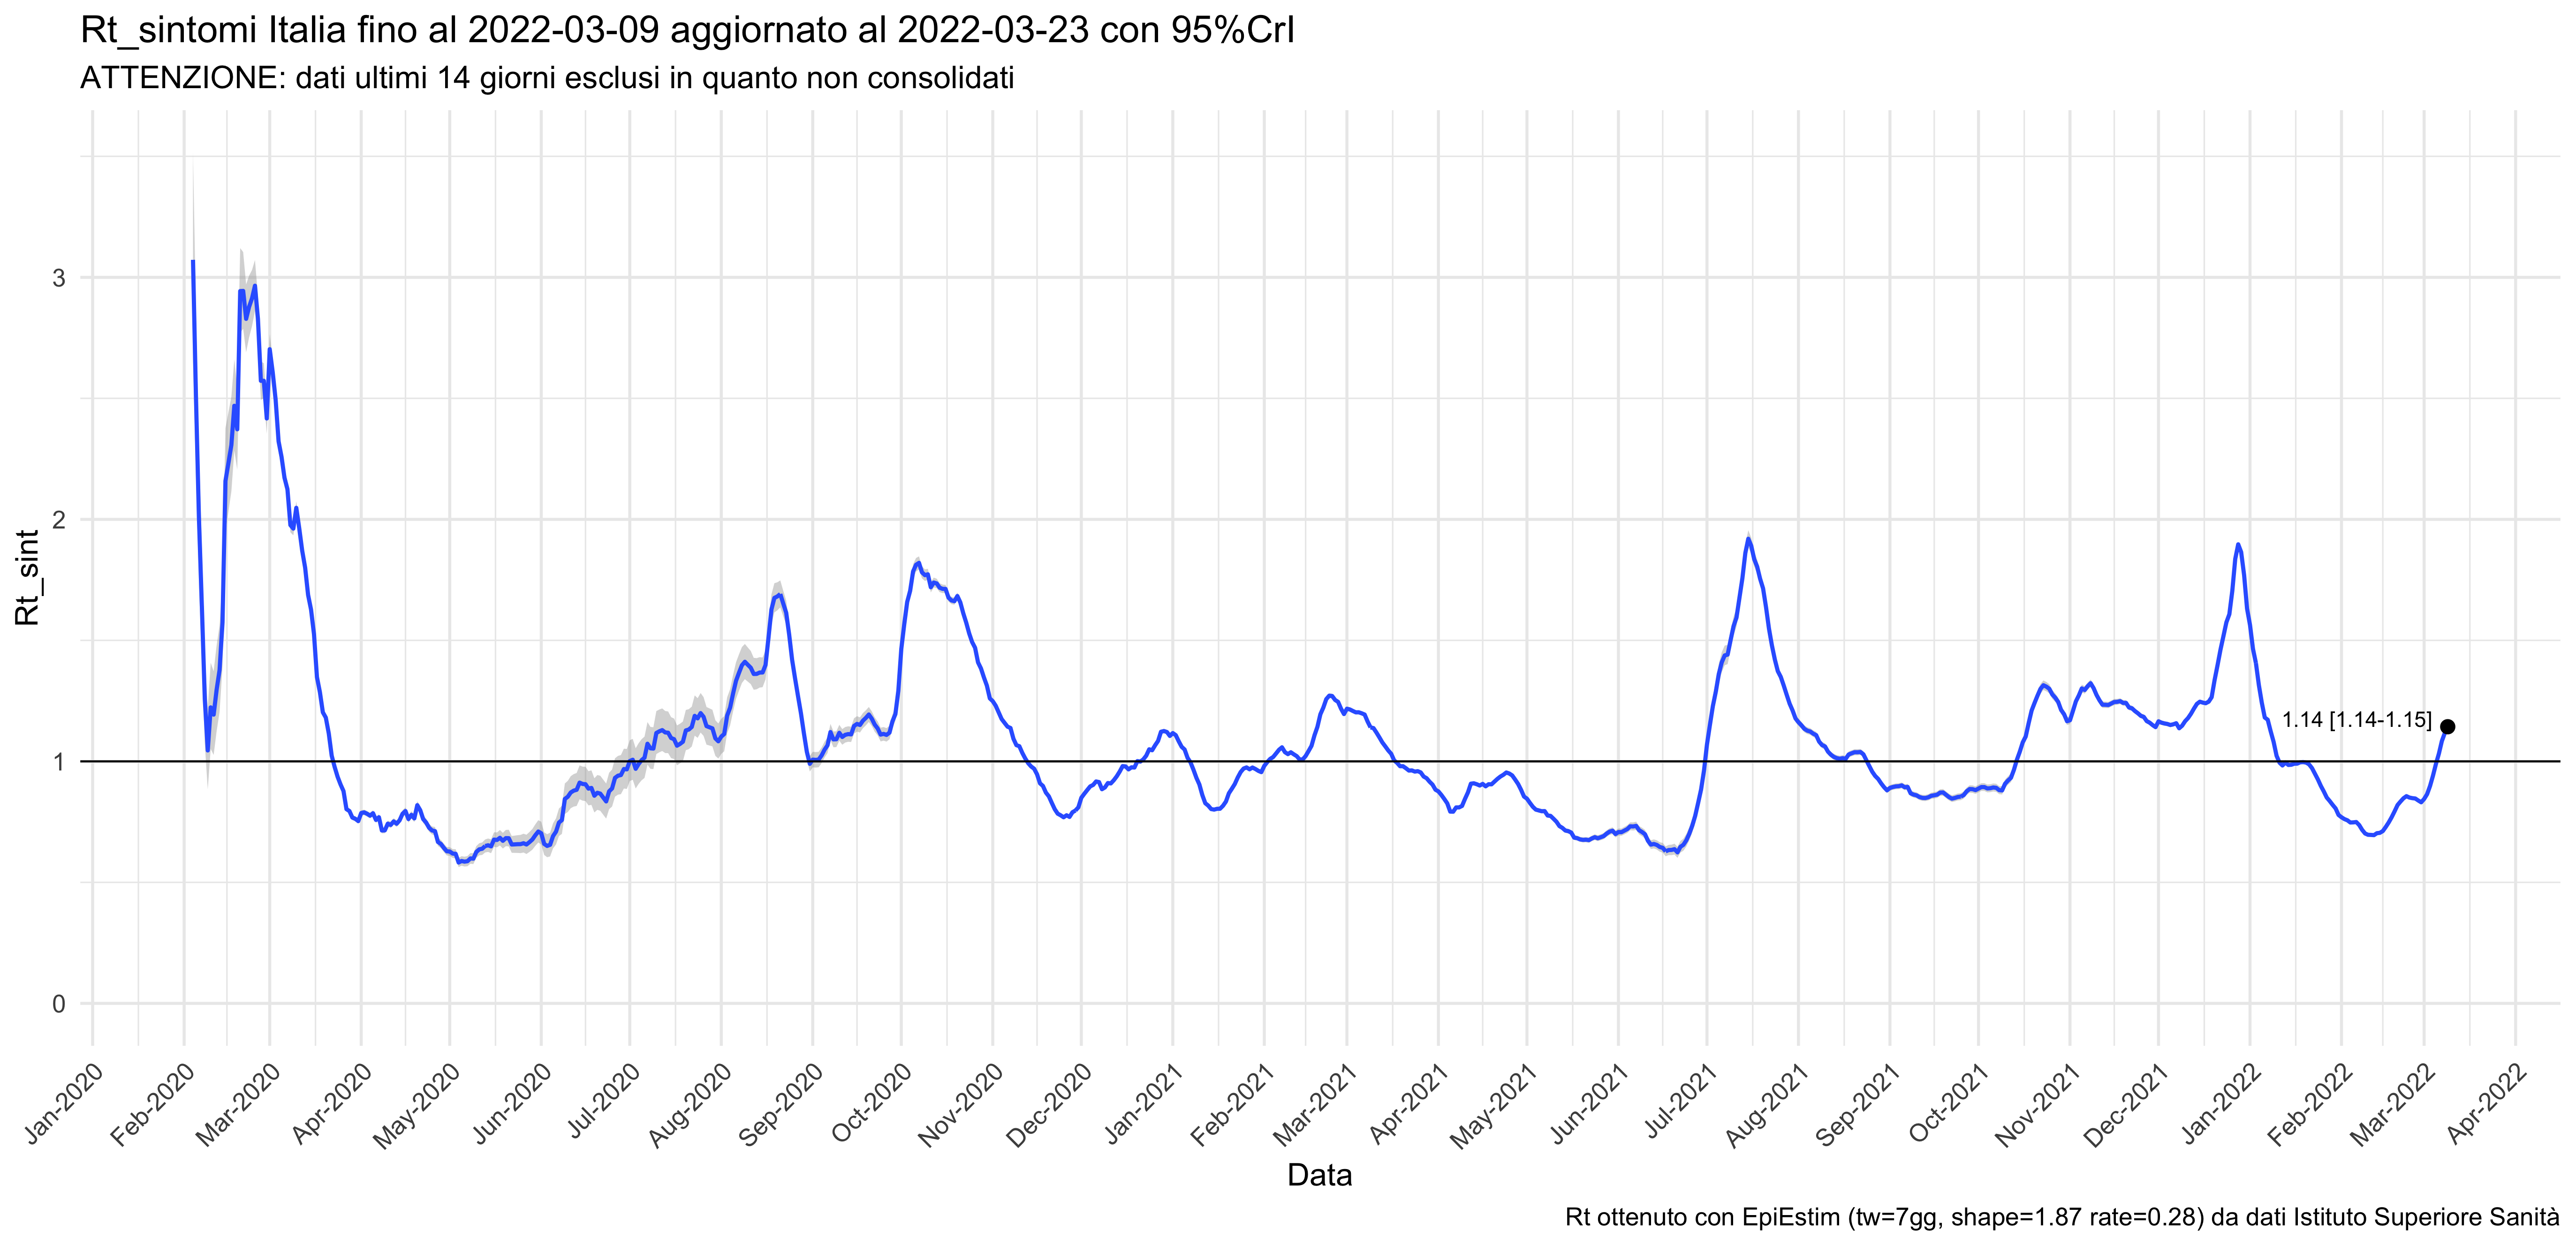 Rt_sintomi Italia fino al 2022-03-09 aggiornato al 2022-03-23 con 95%CrI
ATTENZIONE: dati ultimi 14 giorni esclusi in quanto non consolidati
Rt_sint
3
2
1
0
1.14 [1.14-1.15]
Jan-2020
Feb-2020
Mar-2020
Apr-2020
May-2020
Jun-2020
Jul-2020
Aug-2020
Sep-2020
Oct-2020
Nov-2020
Dec-2020
Jan-2021
Feb-2021
Mar-2021
Apr-2021
May-2021
Jun-2021
Jul-2021
Aug-2021
Sep-2021
Oct-2021
Nov-2021
Dec-2021
Jan-2022
Feb-2022
Mar-2022
Apr-2022
Data
Rt ottenuto con EpiEstim (tw=7gg, shape=1.87 rate=0.28) da dati Istituto Superiore Sanità